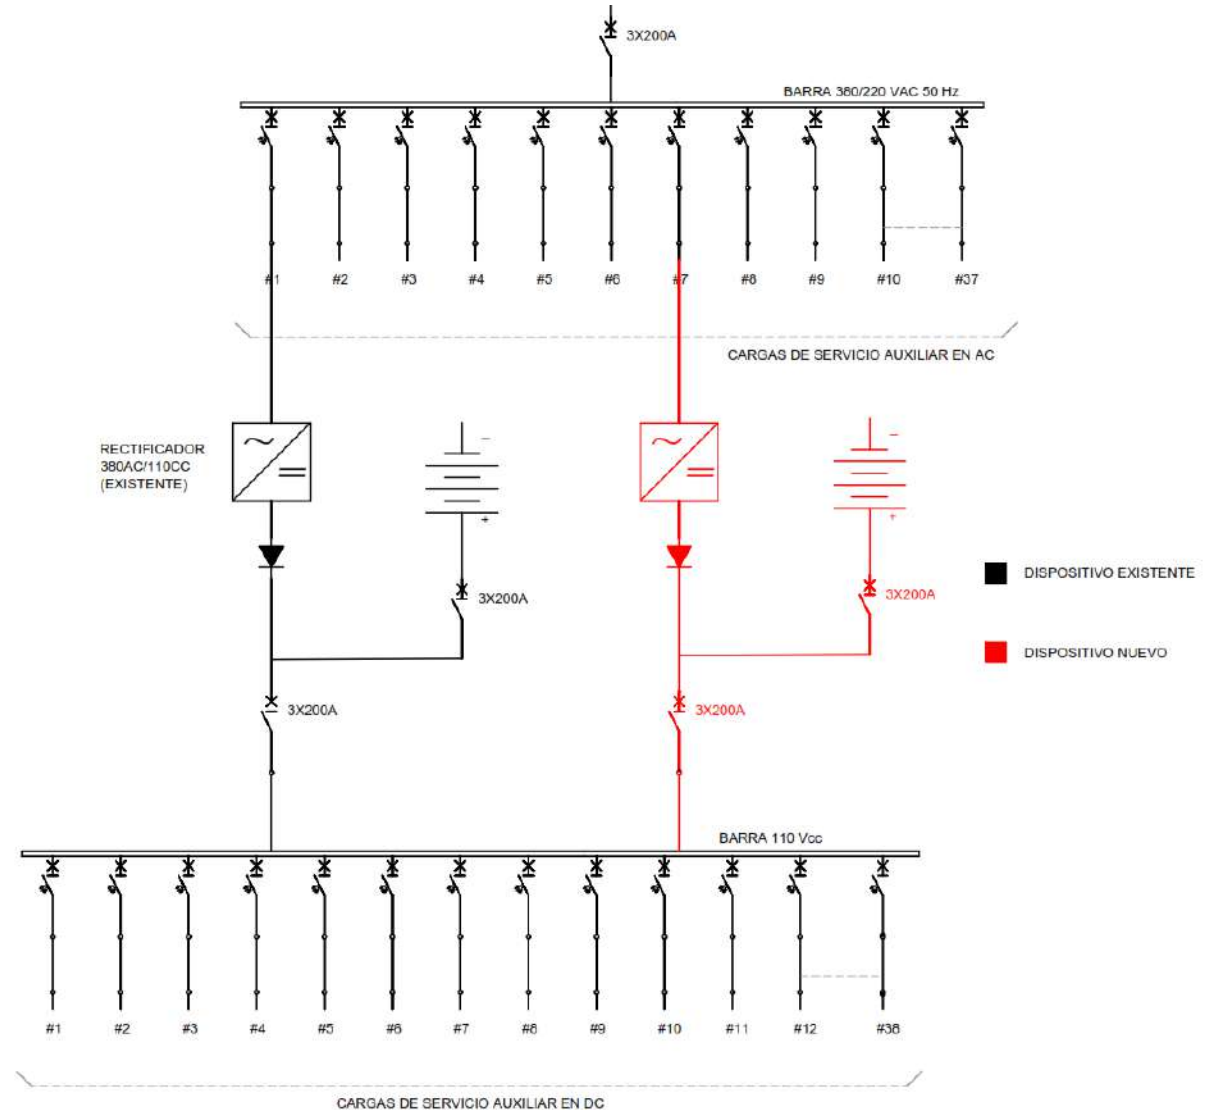 3X200A
BARRA 380/220 VAC 50 Hz
#1 #2 #3 #4 #5 #6 #7 #8 #9 #10 #37
CARGAS DE SERVICIO AUXILIAR EN AC
RECTIFICADOR
380AC/110CC
(EXISTENTE)
−
+
−
+
3X200A
3X200A
DISPOSITIVO EXISTENTE
DISPOSITIVO NUEVO
3X200A
3X200A
BARRA 110 Vcc
#1 #2 #3 #4 #5 #6 #7 #8 #9 #10 #11 #12 #38
CARGAS DE SERVICIO AUXILIAR EN DC